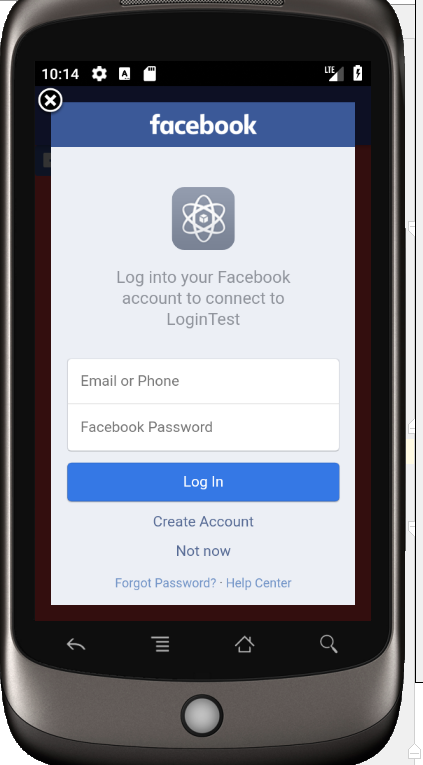 10:14
LTE
facebook
Log into your Facebook
account to connect to
LoginTest
Email or Phone
Facebook Password
Log In
Create Account
Not now
Forgot Password? · Help Center